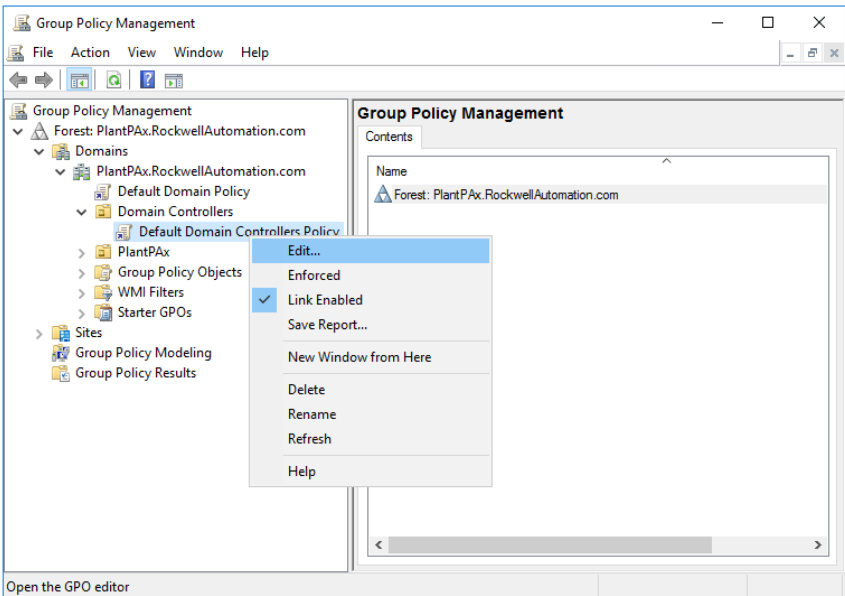 Group Policy Management
File Action View Window Help
Group Policy Management
Forest: PlantPAx.RockwellAutomation.com
Domains
PlantPAx.RockwellAutomation.com
Default Domain Policy
Domain Controllers
Default Domain Controllers Policy
PlantPAx
Group Policy Objects
WMI Filters
Starter GPOs
Sites
Group Policy Modeling
Group Policy Results
Edit...
Enforced
Link Enabled
Save Report...
New Window from Here
Delete
Rename
Refresh
Help
Group Policy Management
Contents
Name
Forest: PlantPAx.RockwellAutomation.com
Open the GPO editor